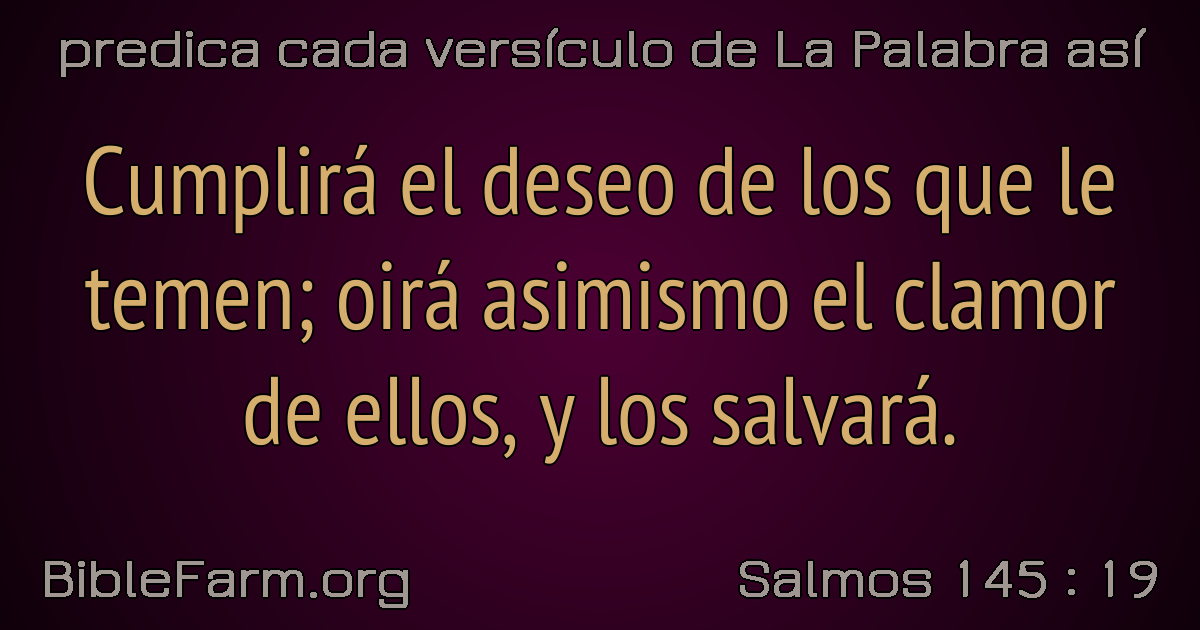 predica cada versículo de La Palabra así
Cumplirá el deseo de los que le
temen; oirá asimismo el clamor
de ellos, y los salvará.
BibleFarm.org
Salmos 145 : 19